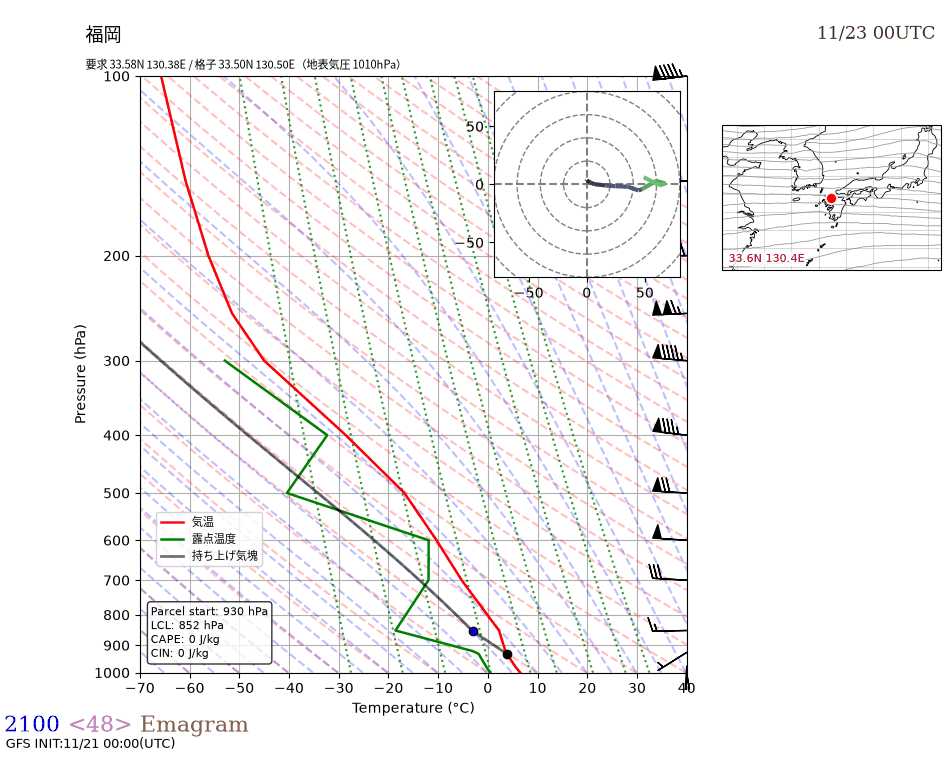 福岡
11/23 00UTC
要求 33.58N 130.38E / 格子 33.50N 130.50E（地表気圧 1010hPa）
100
200
300
400
500
600
700
800
900
1000
Pressure (hPa)
−70 −60 −50 −40 −30 −20 −10 0 10 20 30 40
Temperature (°C)
50
0
−50
−50 0 50
33.6N 130.4E
気温
露点温度
持ち上げ気塊
Parcel start: 930 hPa
LCL: 852 hPa
CAPE: 0 J/kg
CIN: 0 J/kg
2100 <48> Emagram
GFS INIT:11/21 00:00(UTC)